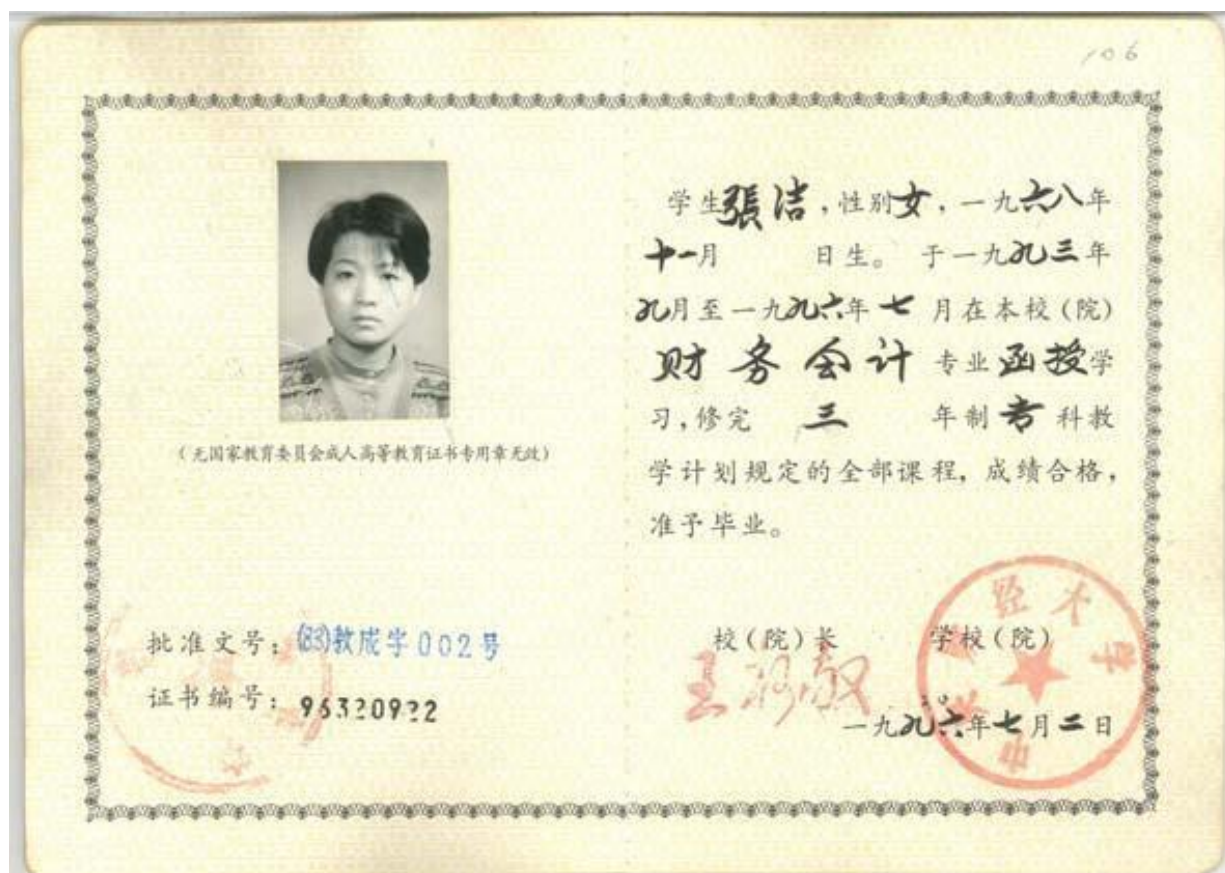 106
学生張洁，性别女，一九六八年
十一月 日生。于一九九三年
九月至一九九六年七月在本校（院）
财务会计专业函授学
习，修完三年制专科教
学计划规定的全部课程，成绩合格，
准予毕业。
（无国家教育委员会成人高等教育证书专用章无效）
批准文号：(83)教成字002号
证书编号：96320922
校（院）长 学校（院）
一九九六年七月二日